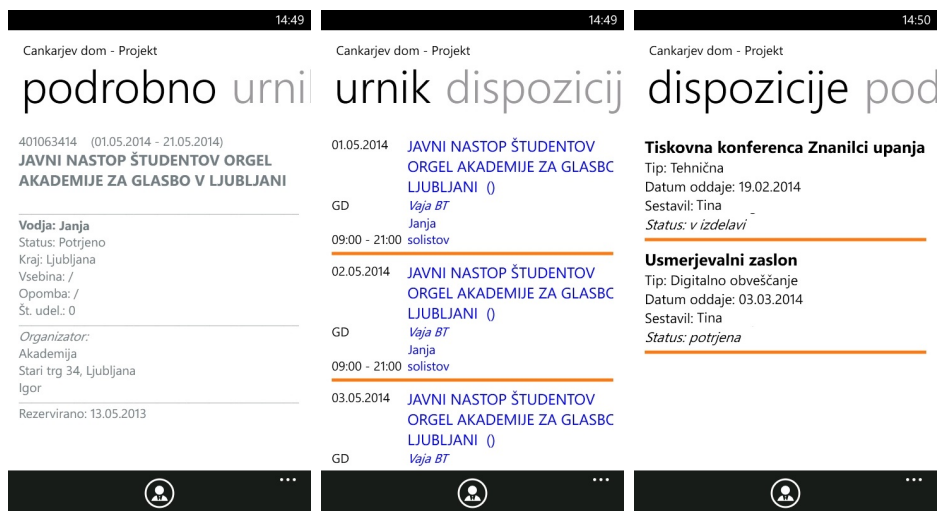 14:49
Cankarjev dom - Projekt
podrobno urni
401063414 (01.05.2014 - 21.05.2014)
JAVNI NASTOP ŠTUDENTOV ORGEL
AKADEMIJE ZA GLASBO V LJUBLJANI
Vodja: Janja
Status: Potrjeno
Kraj: Ljubljana
Vsebina: /
Opomba: /
Št. udel.: 0
Organizator:
Akademija
Stari trg 34, Ljubljana
Igor
Rezervirano: 13.05.2013
14:49
Cankarjev dom - Projekt
urnik dispozicij
01.05.2014 JAVNI NASTOP ŠTUDENTOV
ORGEL AKADEMIJE ZA GLASBC
LJUBLJANI ()
GD Vaja BT
Janja
09:00 - 21:00 solistov
02.05.2014 JAVNI NASTOP ŠTUDENTOV
ORGEL AKADEMIJE ZA GLASBC
LJUBLJANI ()
GD Vaja BT
Janja
09:00 - 21:00 solistov
03.05.2014 JAVNI NASTOP ŠTUDENTOV
ORGEL AKADEMIJE ZA GLASBC
LJUBLJANI ()
GD Vaja BT
14:50
Cankarjev dom - Projekt
dispozicije pod
Tiskovna konferenca Znanilci upanja
Tip: Tehnična
Datum oddaje: 19.02.2014
Sestavil: Tina
Status: v izdelavi
Usmerjevalni zaslon
Tip: Digitalno obveščanje
Datum oddaje: 03.03.2014
Sestavil: Tina
Status: potrjena